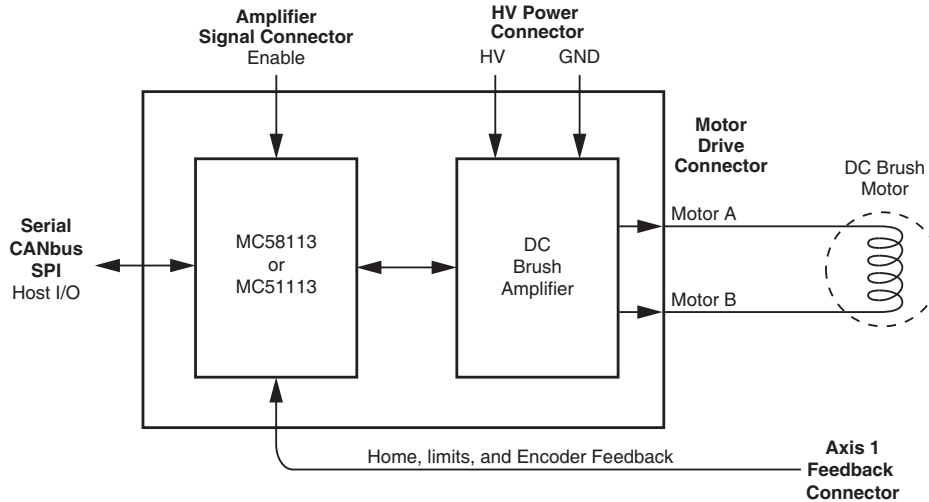 Amplifier
Signal Connector
Enable
HV Power
Connector
HV
GND
Motor
Drive
Connector
DC Brush
Motor
Serial
CANbus
SPI
Host I/O
MC58113
or
MC51113
DC
Brush
Amplifier
Motor A
Motor B
Home, limits, and Encoder Feedback
Axis 1
Feedback
Connector